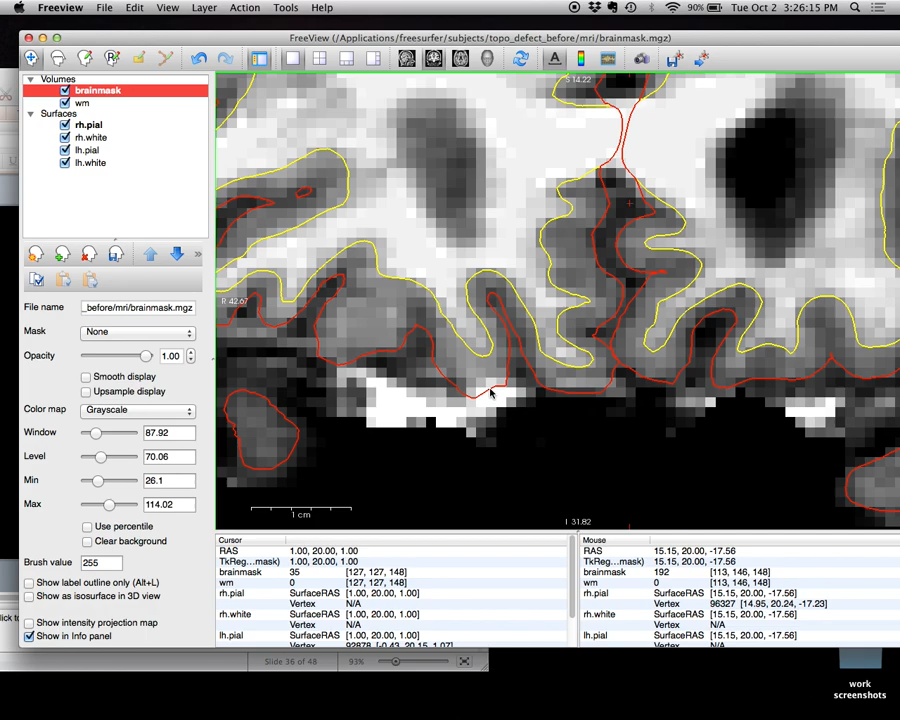 Freeview File Edit View Layer Action Tools Help 90% Tue Oct 2 3:26:15 PM
FreeView (/Applications/freesurfer/subjects/topo_defect_before/mri/brainmask.mgz)
Volumes
brainmask
wm
Surfaces
rh.pial
rh.white
lh.pial
lh.white
S 14.22
R 42.67
1 cm
I 31.82
File name _before/mri/brainmask.mgz
Mask None
Opacity 1.00
Smooth display
Upsample display
Color map Grayscale
Window 87.92
Level 70.06
Min 26.1
Max 114.02
Use percentile
Clear background
Brush value 255
Show label outline only (Alt+L)
Show as isosurface in 3D view
Show intensity projection map
Show in Info panel
Cursor
RAS 1.00, 20.00, 1.00
TkReg...mask) 1.00, 20.00, 1.00
brainmask 35 [127, 127, 148]
wm 0 [127, 127, 148]
rh.pial SurfaceRAS [1.00, 20.00, 1.00]
Vertex N/A
rh.white SurfaceRAS [1.00, 20.00, 1.00]
Vertex N/A
lh.pial SurfaceRAS [1.00, 20.00, 1.00]
Vertex 92878 [-0.43, 20.15, 1.07]
Mouse
RAS 15.15, 20.00, -17.56
TkReg...mask) 15.15, 20.00, -17.56
brainmask 192 [113, 146, 148]
wm 0 [113, 146, 148]
rh.pial SurfaceRAS [15.15, 20.00, -17.56]
Vertex 96327 [14.95, 20.24, -17.23]
rh.white SurfaceRAS [15.15, 20.00, -17.56]
Vertex N/A
lh.pial SurfaceRAS [15.15, 20.00, -17.56]
Slide 36 of 48 93%
work
screenshots